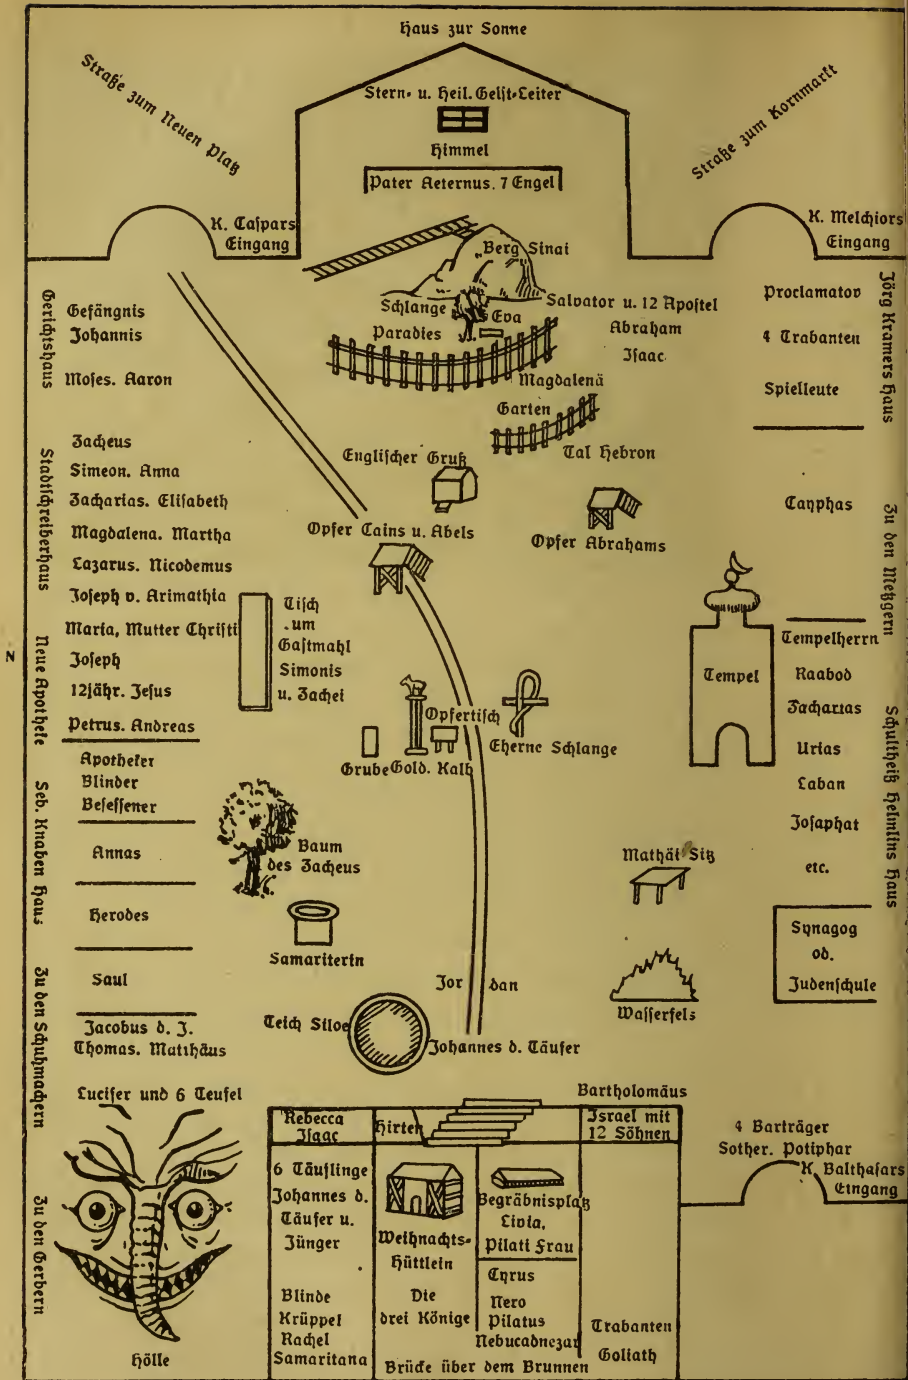 Haus zur Sonne
Straße zum Neuen Platz
Straße zum Kornmarkt
Stern- u. Heil. Geist-Leiter
Himmel
Pater Aeternus. 7 Engel
K. Caspars
Eingang
K. Melchiors
Eingang
Berg Sinai
Schlange
Eva
Paradies
Salvator u. 12 Apostel
Abraham
Isaac
Magdalenä
Garten
Tal Hebron
Gerichtshaus
Gefängnis
Johannis
Moses. Aaron
Stadtschreiberhaus
Zacheus
Simeon. Anna
Zacharias. Elisabeth
Magdalena. Martha
Lazarus. Nicodemus
Joseph v. Arimathia
Maria, Mutter Christi
Joseph
12jähr. Jesus
Petrus. Andreas
Neue Apotheke
N
Apotheker
Blinder
Besessener
Seb. Knaben Haus
Annas
Herodes
Saul
Zu den Schuhmachern
Jacobus d. J.
Thomas. Matthäus
Zu den Gerbern
Englischer Gruß
Opfer Cains u. Abels
Opfer Abrahams
Tisch
um
Gastmahl
Simonis
u. Zachei
Opfertisch
Grube
Gold. Kalb
Eherne Schlange
Baum
des Zacheus
Samariterin
Teich Siloe
Jordan
Johannes d. Täufer
Mathäi Sitz
Wasserfels
Tempel
Proclamator
4 Trabanten
Spielleute
Jörg Kramers Haus
Cayphas
Zu den Metzgern
Tempelherrn
Raabod
Zacharias
Urias
Laban
Josaphat
etc.
Schultheiß Helmlins Haus
Synagog
od.
Judenschule
Lucifer und 6 Teufel
Hölle
Bartholomäus
Rebecca
Isaac
Hirten
Israel mit
12 Söhnen
6 Täuflinge
Johannes d.
Täufer u.
Jünger
Blinde
Krüppel
Rachel
Samaritana
Weihnachts-
Hüttlein
Die
drei Könige
Begräbnisplatz
Livia,
Pilati Frau
Cyrus
Nero
Pilatus
Nebucadnezar
Trabanten
Goliath
Brücke über dem Brunnen
4 Bartträger
Sother. Potiphar
K. Balthasars
Eingang